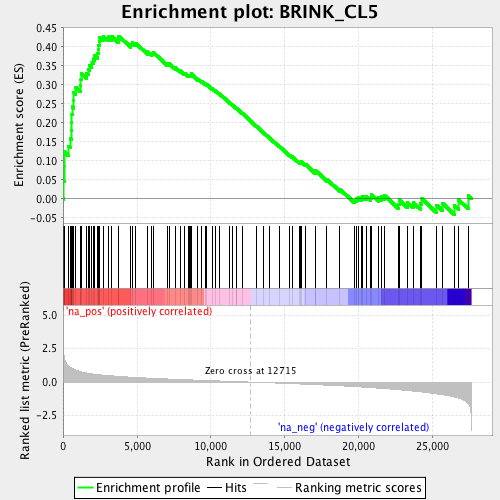 Enrichment plot: BRINK_CL5
Enrichment score (ES)
0.45
0.40
0.35
0.30
0.25
0.20
0.15
0.10
0.05
0.00
-0.05
'na_pos' (positively correlated)
Ranked list metric (PreRanked)
5.0
2.5
0.0
-2.5
Zero cross at 12715
'na_neg' (negatively correlated)
0
5,000
10,000
15,000
20,000
25,000
Rank in Ordered Dataset
Enrichment profile
Hits
Ranking metric scores